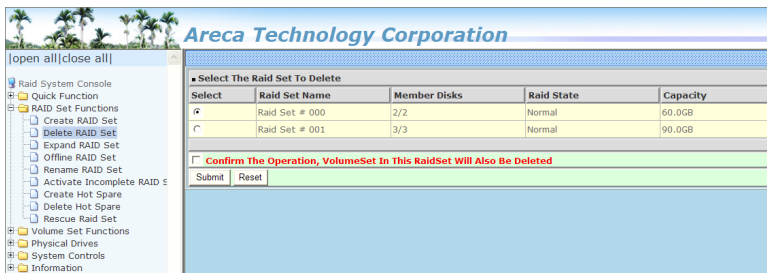 Areca Technology Corporation
|open all|close all|
Raid System Console
Quick Function
RAID Set Functions
Create RAID Set
Delete RAID Set
Expand RAID Set
Offline RAID Set
Rename RAID Set
Activate Incomplete RAID S
Create Hot Spare
Delete Hot Spare
Rescue Raid Set
Volume Set Functions
Physical Drives
System Controls
Information
Select The Raid Set To Delete
Select Raid Set Name Member Disks Raid State Capacity
Raid Set # 000 2/2 Normal 60.0GB
Raid Set # 001 3/3 Normal 90.0GB
Confirm The Operation, VolumeSet In This RaidSet Will Also Be Deleted
Submit Reset